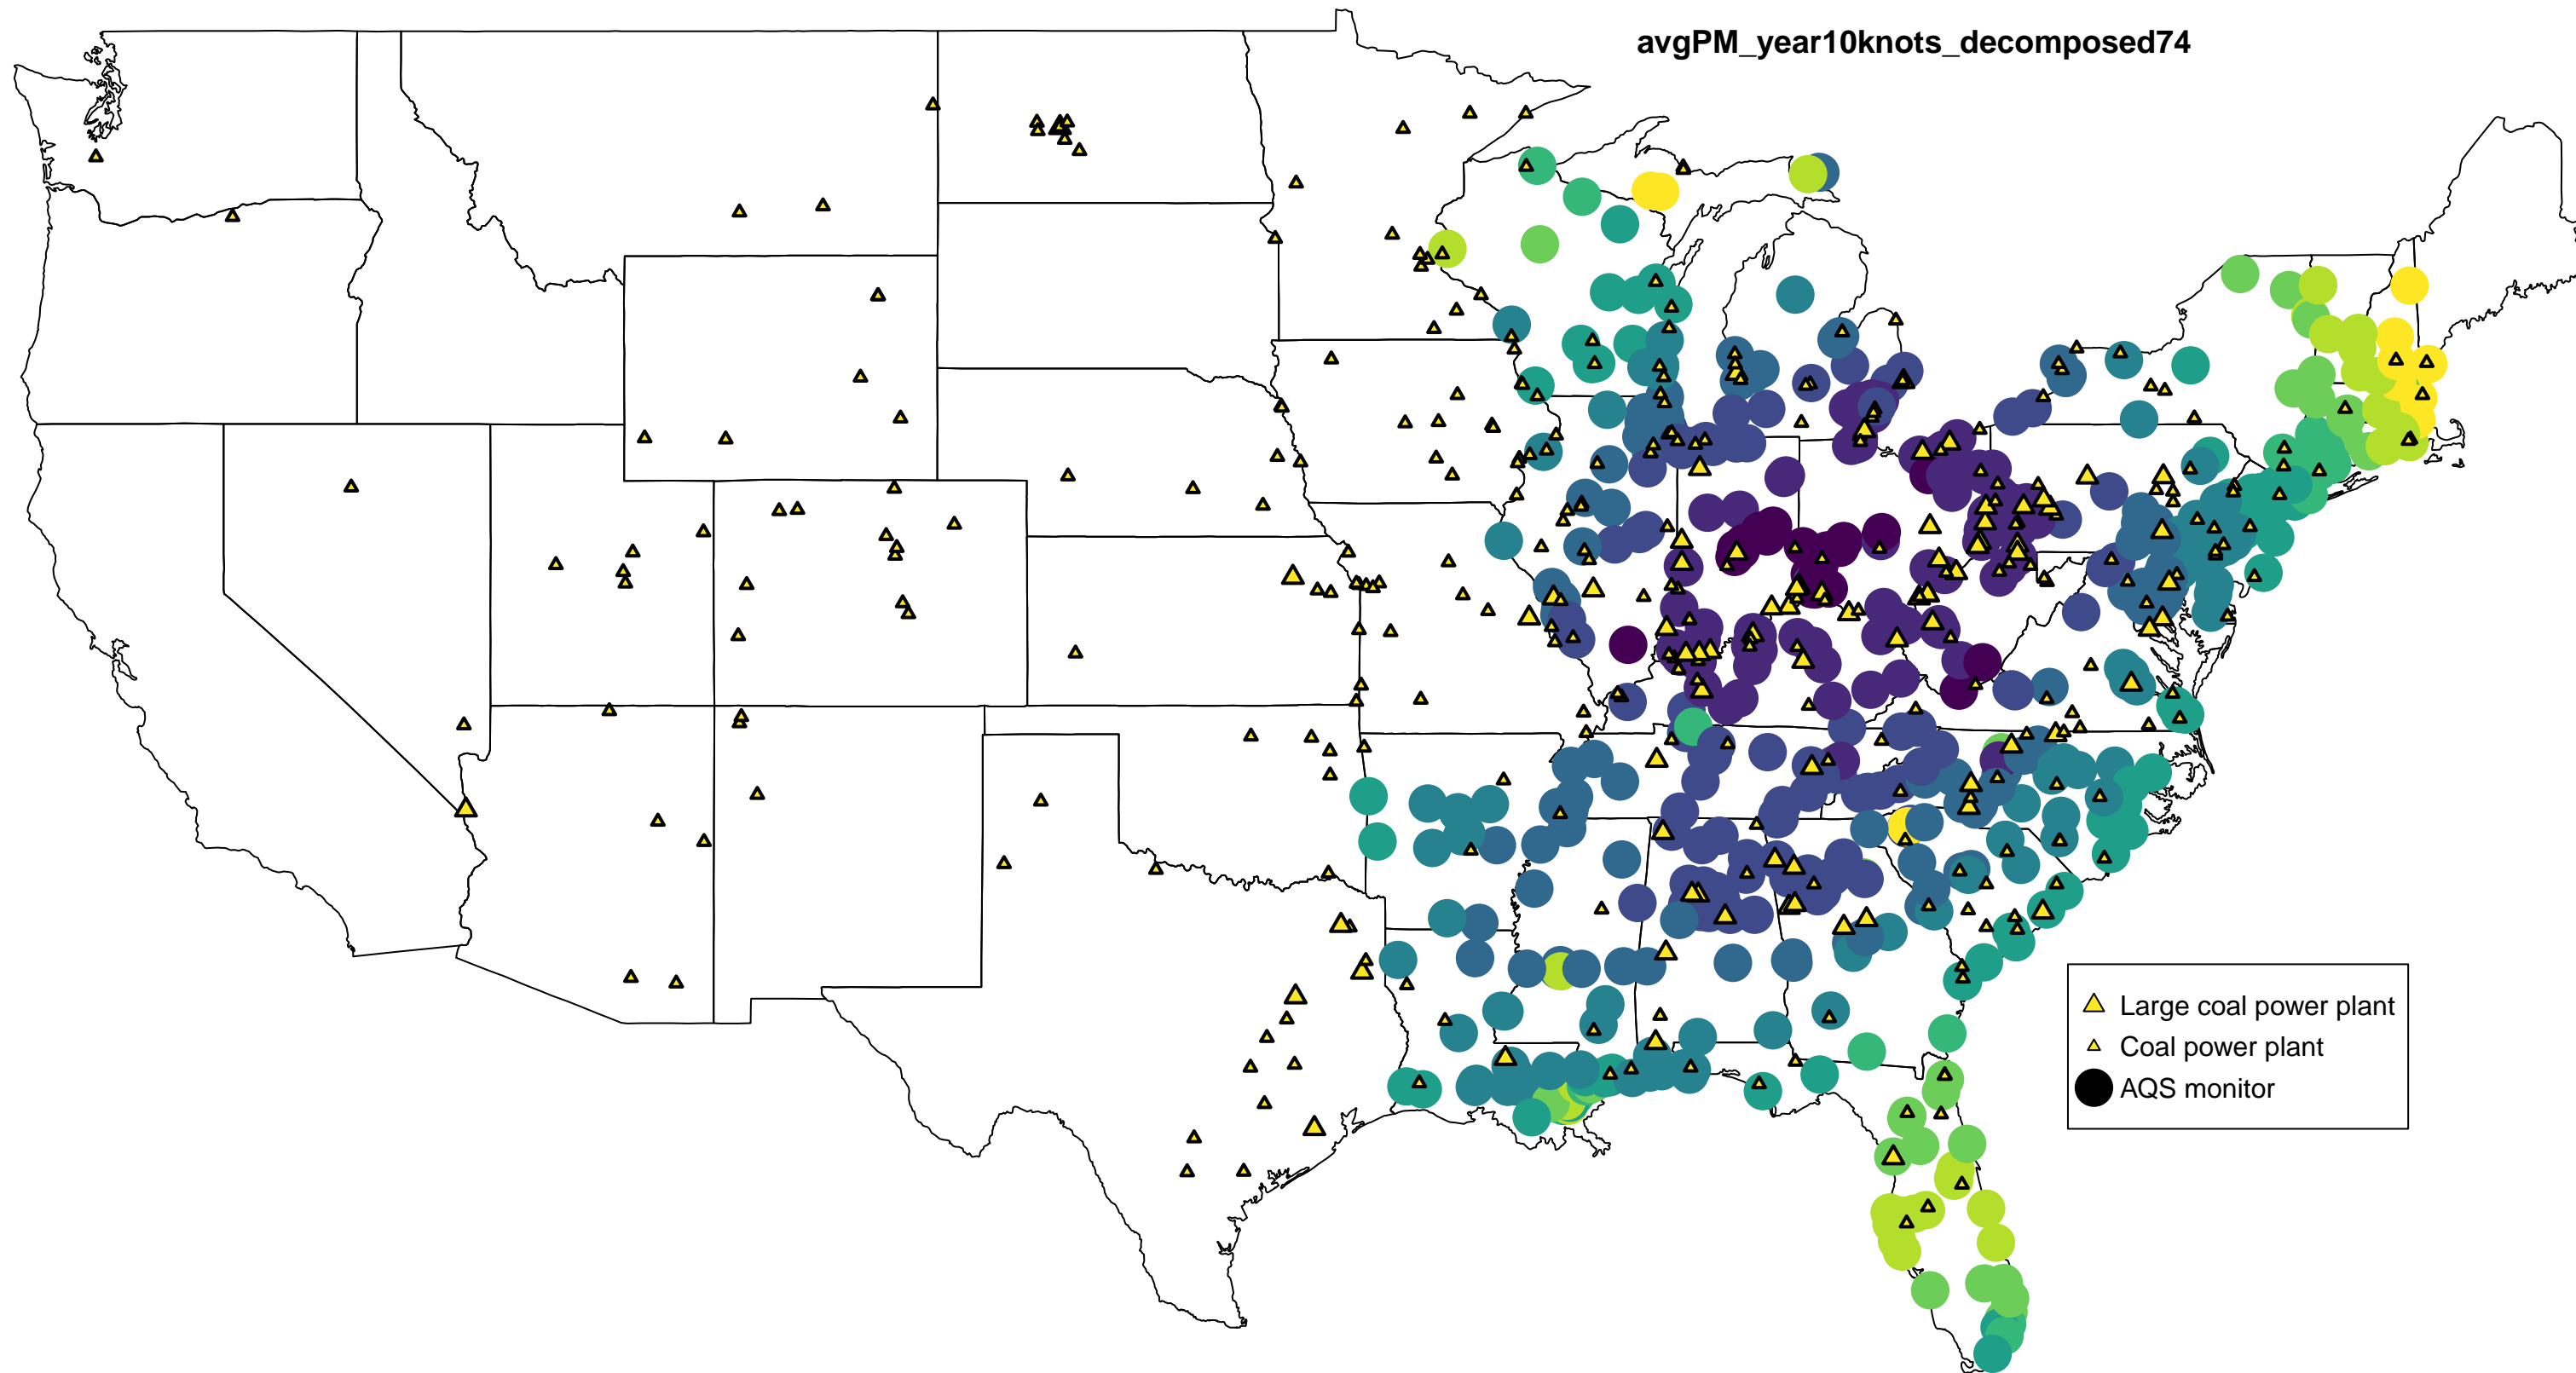 avgPM_year10knots_decomposed74
Large coal power plant
Coal power plant
AQS monitor